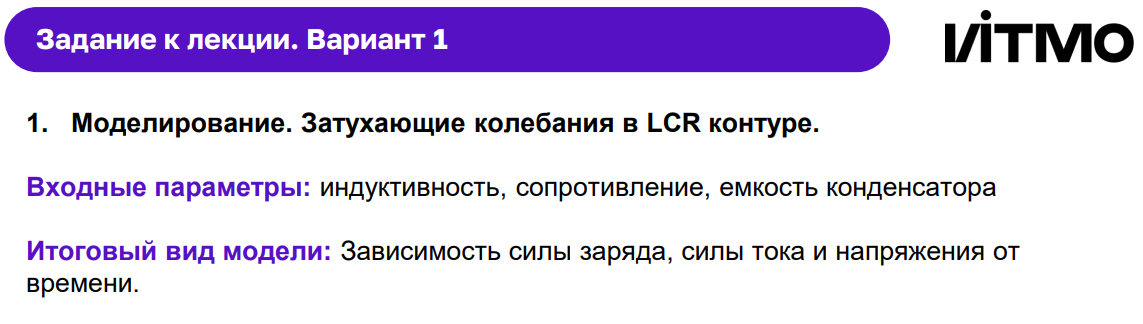 Задание к лекции. Вариант 1
ITMO
1. Моделирование. Затухающие колебания в LCR контуре.
Входные параметры: индуктивность, сопротивление, емкость конденсатора
Итоговый вид модели: Зависимость силы заряда, силы тока и напряжения от
времени.